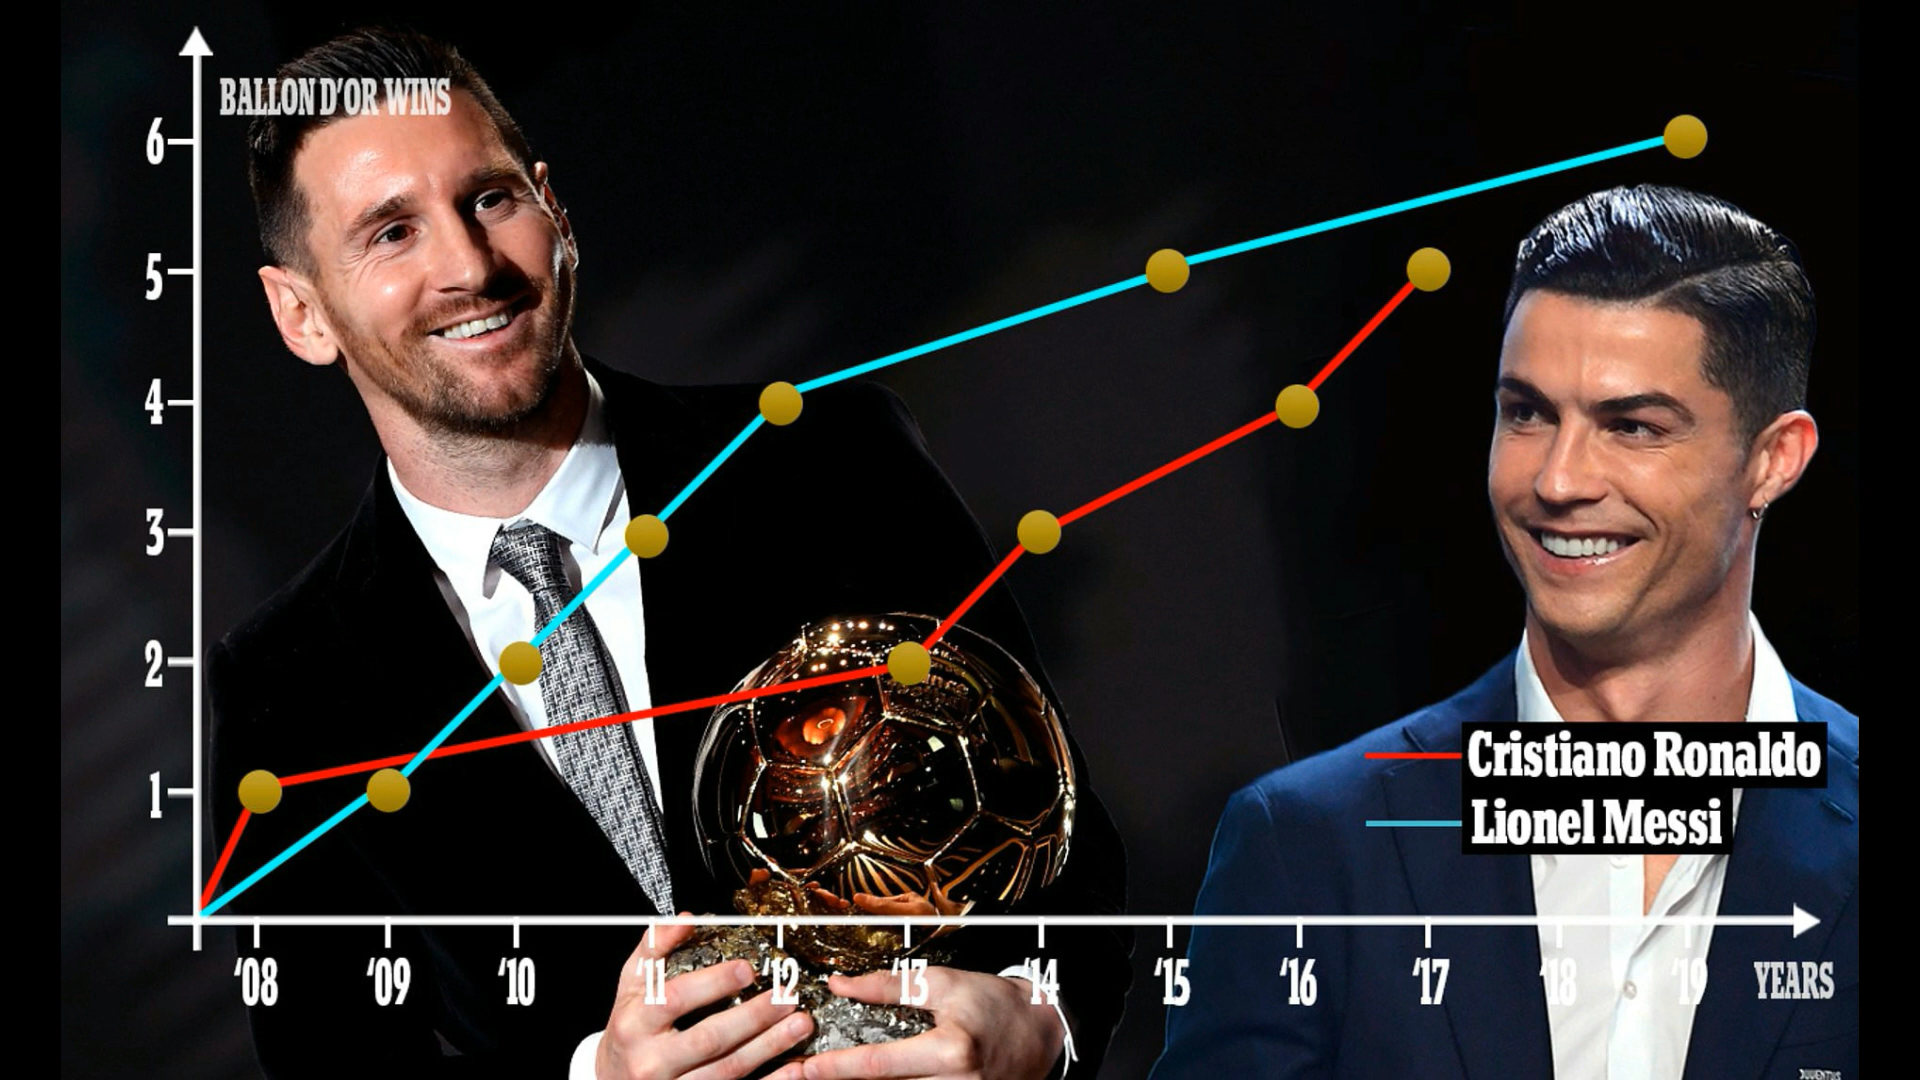 BALLON D'OR WINS
6
5
4
3
2
1
Cristiano Ronaldo
Lionel Messi
‘08 ‘09 ‘10 ‘11 ‘12 ‘13 ‘14 ‘15 ‘16 ‘17 ‘18 ‘19 YEARS
JUVENTUS